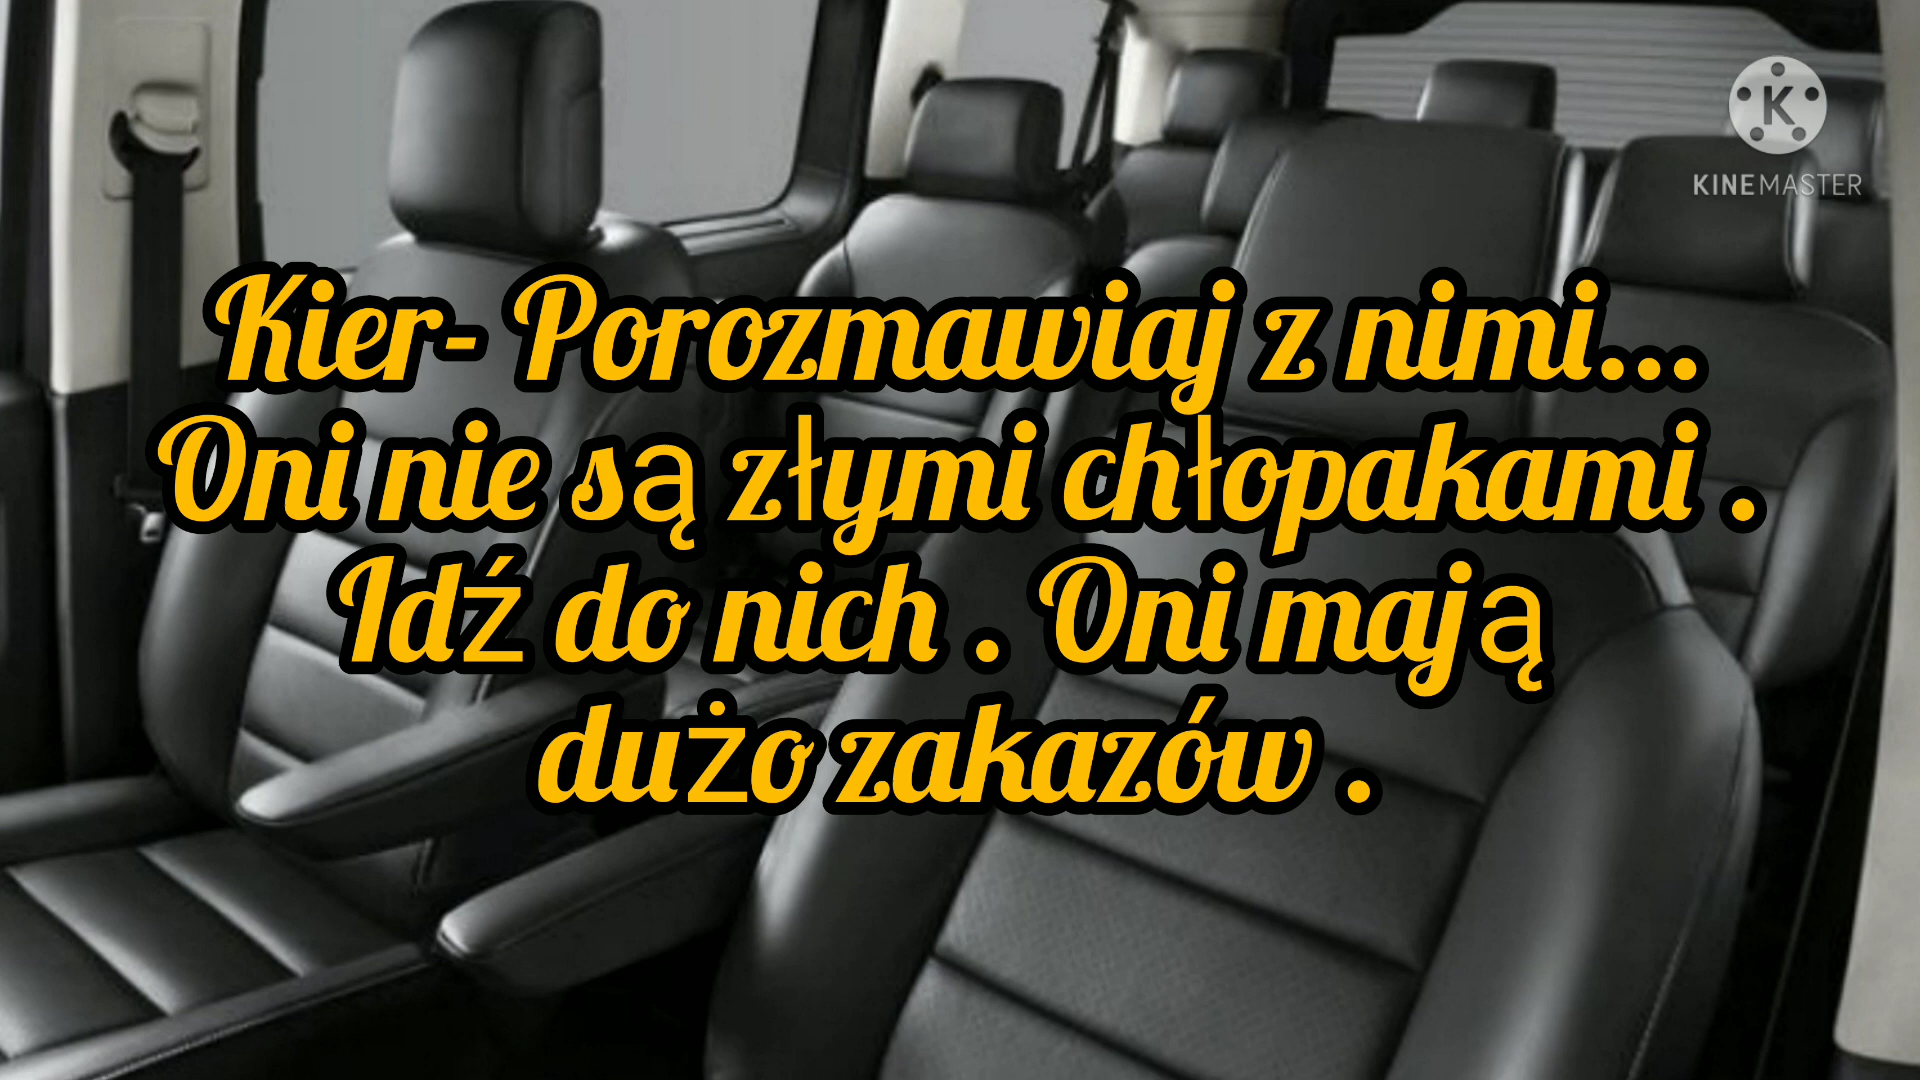 KINEMASTER
Kier- Porozmawiaj z nimi...
Oni nie są złymi chłopakami .
Idź do nich . Oni mają
dużo zakazów .